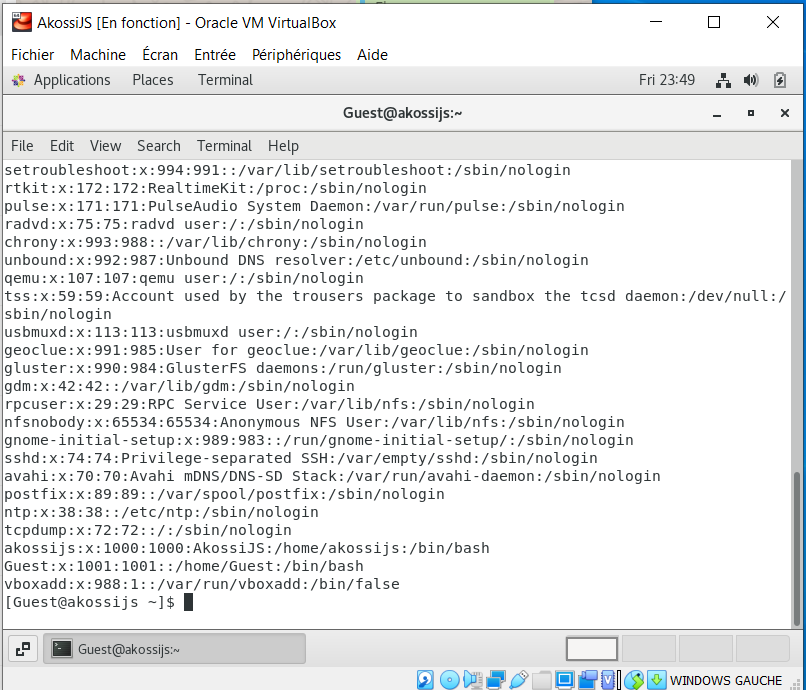 AkossiJS [En fonction] - Oracle VM VirtualBox
Fichier Machine Écran Entrée Périphériques Aide
Applications Places Terminal Fri 23:49
Guest@akossijs:~
File Edit View Search Terminal Help
setroubleshoot:x:994:991::/var/lib/setroubleshoot:/sbin/nologin
rtkit:x:172:172:RealtimeKit:/proc:/sbin/nologin
pulse:x:171:171:PulseAudio System Daemon:/var/run/pulse:/sbin/nologin
radvd:x:75:75:radvd user:/:/sbin/nologin
chrony:x:993:988::/var/lib/chrony:/sbin/nologin
unbound:x:992:987:Unbound DNS resolver:/etc/unbound:/sbin/nologin
qemu:x:107:107:qemu user:/:/sbin/nologin
tss:x:59:59:Account used by the trousers package to sandbox the tcsd daemon:/dev/null:/
sbin/nologin
usbmuxd:x:113:113:usbmuxd user:/:/sbin/nologin
geoclue:x:991:985:User for geoclue:/var/lib/geoclue:/sbin/nologin
gluster:x:990:984:GlusterFS daemons:/run/gluster:/sbin/nologin
gdm:x:42:42::/var/lib/gdm:/sbin/nologin
rpcuser:x:29:29:RPC Service User:/var/lib/nfs:/sbin/nologin
nfsnobody:x:65534:65534:Anonymous NFS User:/var/lib/nfs:/sbin/nologin
gnome-initial-setup:x:989:983::/run/gnome-initial-setup/:/sbin/nologin
sshd:x:74:74:Privilege-separated SSH:/var/empty/sshd:/sbin/nologin
avahi:x:70:70:Avahi mDNS/DNS-SD Stack:/var/run/avahi-daemon:/sbin/nologin
postfix:x:89:89::/var/spool/postfix:/sbin/nologin
ntp:x:38:38::/etc/ntp:/sbin/nologin
tcpdump:x:72:72::/:/sbin/nologin
akossijs:x:1000:1000:AkossiJS:/home/akossijs:/bin/bash
Guest:x:1001:1001::/home/Guest:/bin/bash
vboxadd:x:988:1::/var/run/vboxadd:/bin/false
[Guest@akossijs ~]$
Guest@akossijs:~
WINDOWS GAUCHE